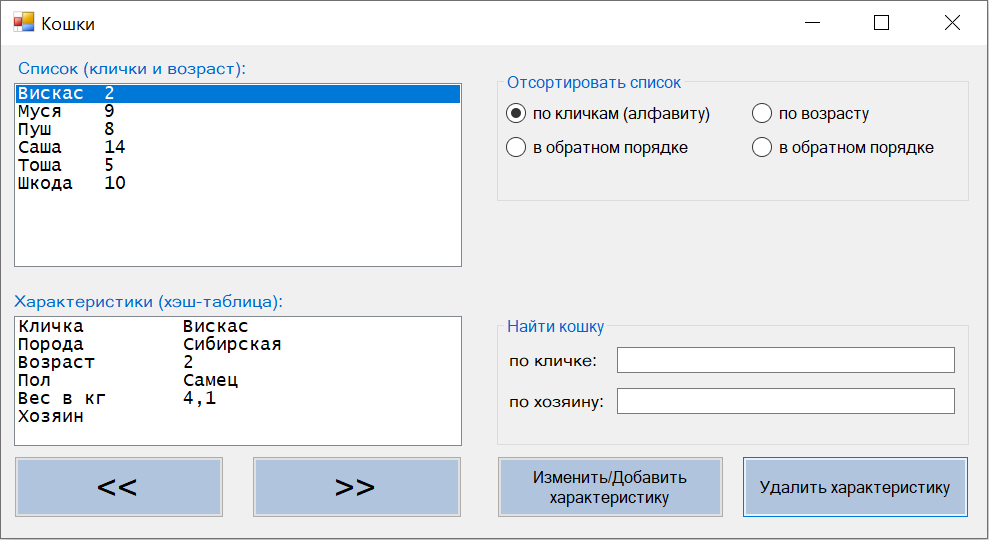 Кошки
Список (клички и возраст):
Вискас 2
Муся 9
Пуш 8
Саша 14
Тоша 5
Шкода 10
Отсортировать список
по кличкам (алфавиту) по возрасту
в обратном порядке в обратном порядке
Характеристики (хэш-таблица):
Кличка Вискас
Порода Сибирская
Возраст 2
Пол Самец
Вес в кг 4,1
Хозяин
Найти кошку
по кличке:
по хозяину:
<<
>>
Изменить/Добавить
характеристику
Удалить характеристику